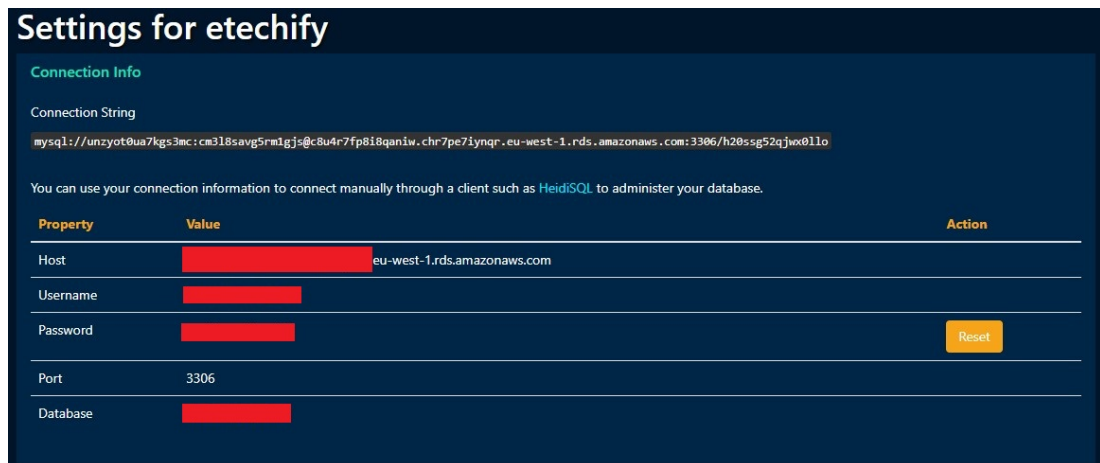 Settings for etechify
Connection Info
Connection String
mysql://unzyot0ua7kgs3mc:cm3l8savg5rm1gjs@c8u4r7fp8i8qaniw.chr7pe7iynqr.eu-west-1.rds.amazonaws.com:3306/h20ssg52qjwx0llo
You can use your connection information to connect manually through a client such as HeidiSQL to administer your database.
Property Value Action
Host eu-west-1.rds.amazonaws.com
Username
Password Reset
Port 3306
Database